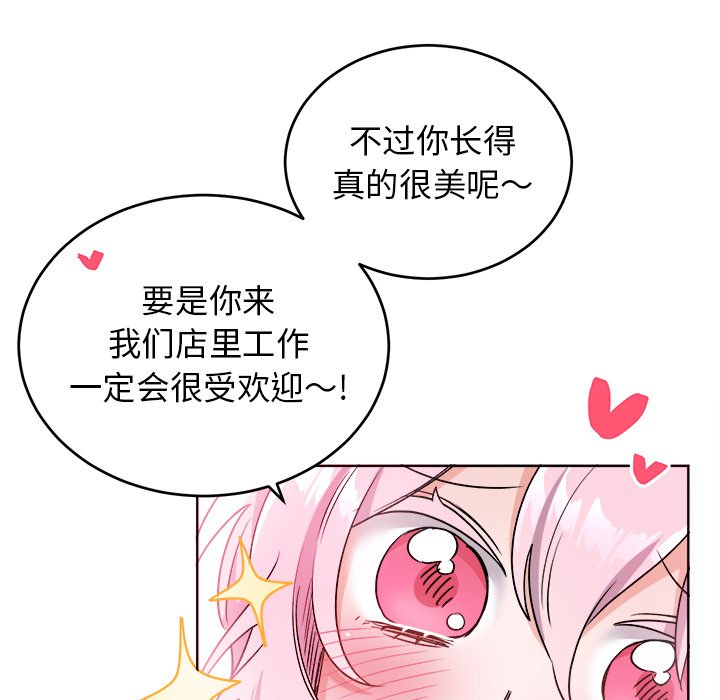 不过你长得
真的很美呢～
要是你来
我们店里工作
一定会很受欢迎～!